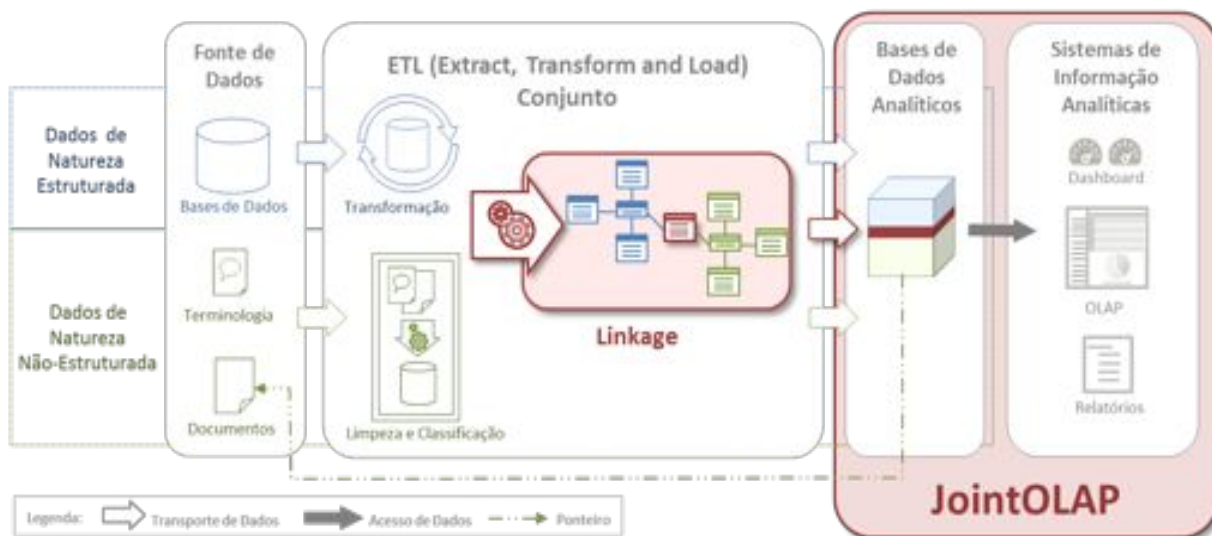 Fonte de
Dados
ETL (Extract, Transform and Load)
Conjunto
Bases de
Dados
Analíticos
Sistemas de
Informação
Analíticas
Dados de
Natureza
Estruturada
Bases de Dados
Transformação
Dashboard
Terminologia
Linkage
OLAP
Dados de
Natureza
Não-Estruturada
Documentos
Limpeza e Classificação
Relatórios
JointOLAP
Legenda:
Transporte de Dados
Acesso de Dados
Ponteiro